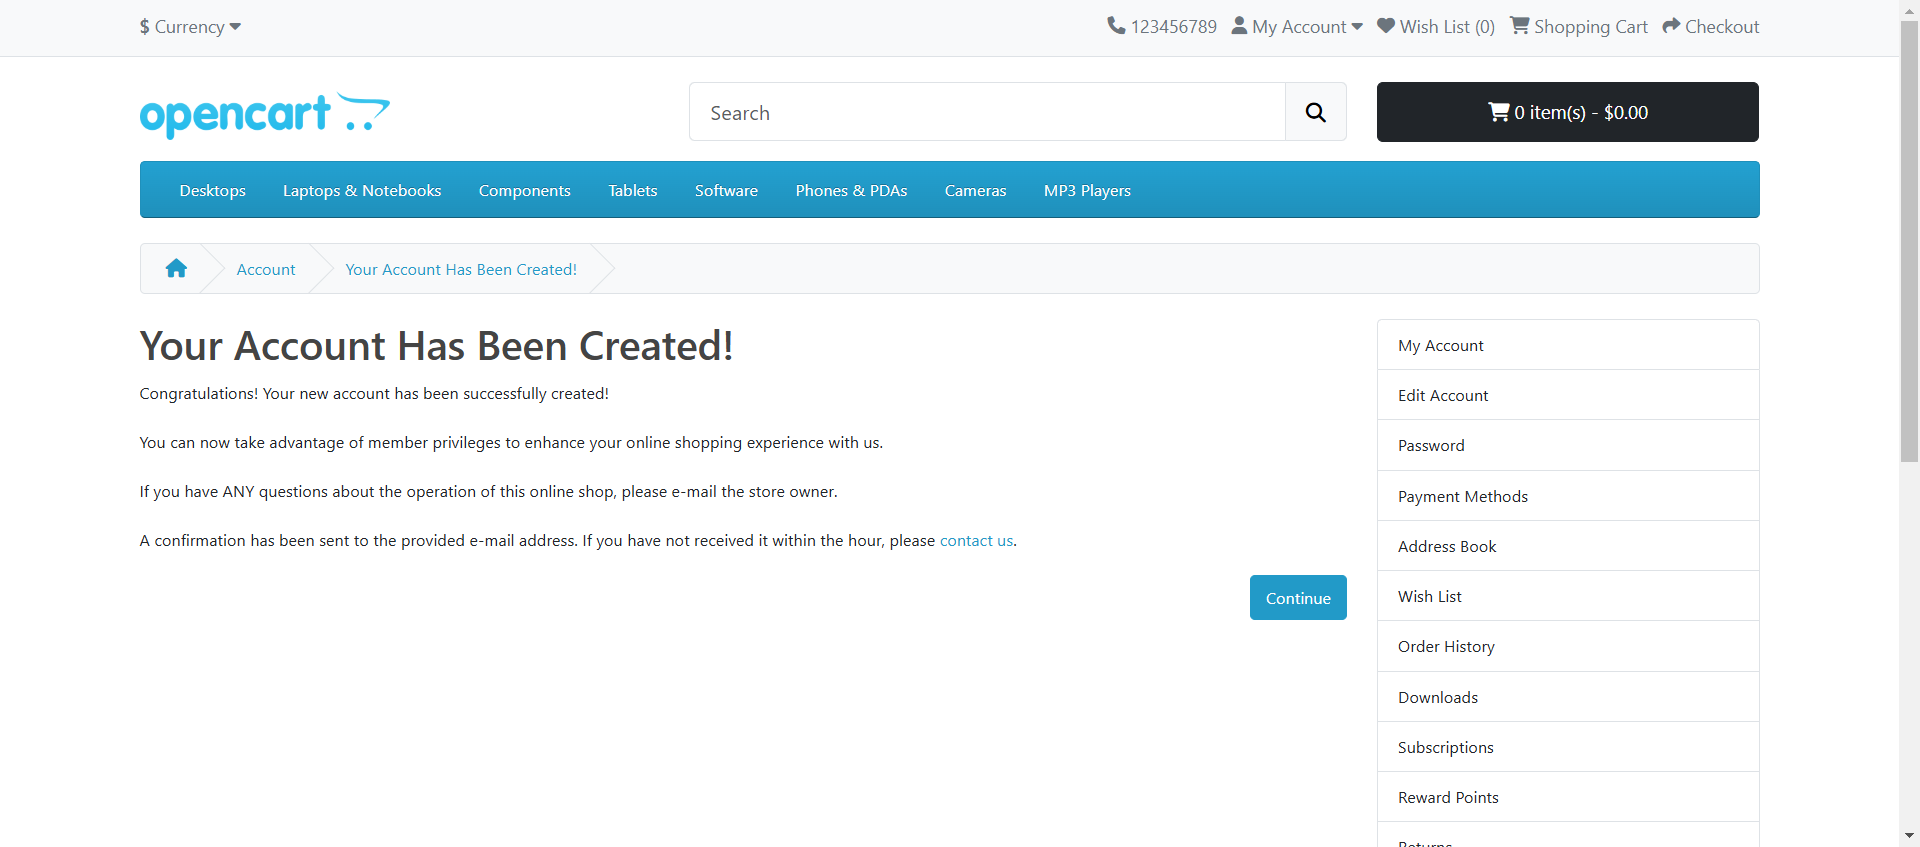 $ Currency
123456789 My Account Wish List (0) Shopping Cart Checkout
opencart
Search
0 item(s) - $0.00
Desktops Laptops & Notebooks Components Tablets Software Phones & PDAs Cameras MP3 Players
Account Your Account Has Been Created!
Your Account Has Been Created!
Congratulations! Your new account has been successfully created!
You can now take advantage of member privileges to enhance your online shopping experience with us.
If you have ANY questions about the operation of this online shop, please e-mail the store owner.
A confirmation has been sent to the provided e-mail address. If you have not received it within the hour, please contact us.
Continue
My Account
Edit Account
Password
Payment Methods
Address Book
Wish List
Order History
Downloads
Subscriptions
Reward Points
Returns